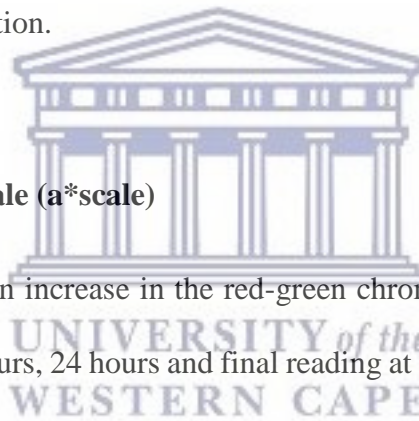 tion.
ale (a*scale)
n increase in the red-green chron
UNIVERSITY of the
ours, 24 hours and final reading at
WESTERN CAPE